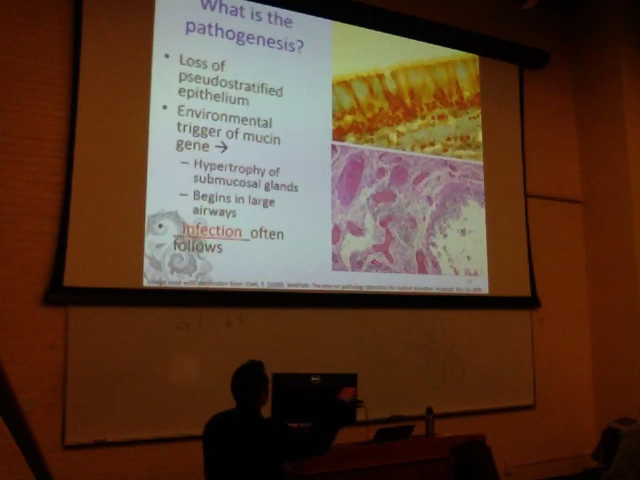 What is the
pathogenesis?
• Loss of
pseudostratified
epithelium
• Environmental
trigger of mucin
gene →
– Hypertrophy of
submucosal glands
– Begins in large
airways
infection often
follows
DELL